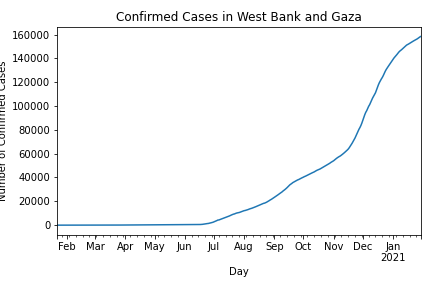 Confirmed Cases in West Bank and Gaza
160000
140000
120000
100000
80000
60000
40000
20000
0
Number of Confirmed Cases
Feb Mar Apr May Jun Jul Aug Sep Oct Nov Dec Jan
2021
Day